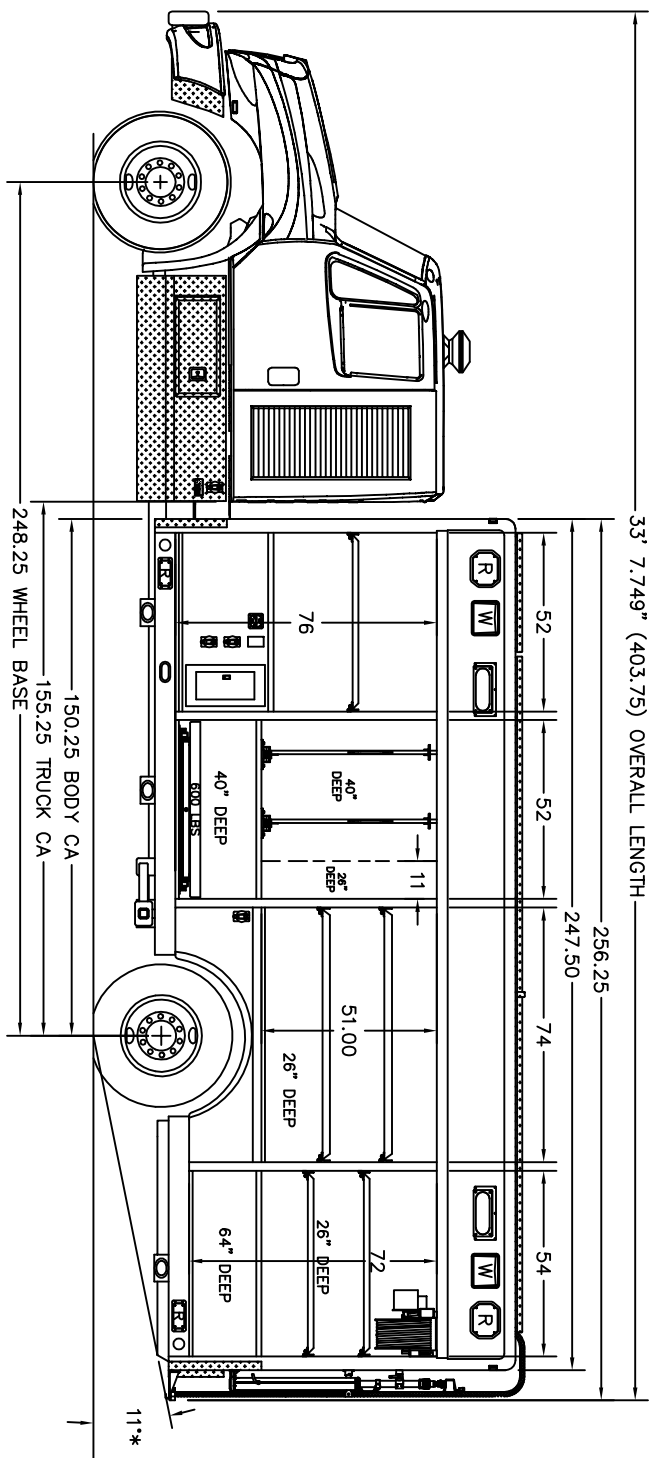 33' 7.749" (403.75) OVERALL LENGTH
256.25
247.50
52
52
74
54
R
W
W
R
76
40"
DEEP
11
26"
DEEP
51.00
72
40" DEEP
600 LBS
26" DEEP
26" DEEP
64" DEEP
R
R
150.25 BODY CA
155.25 TRUCK CA
248.25 WHEEL BASE
11°*